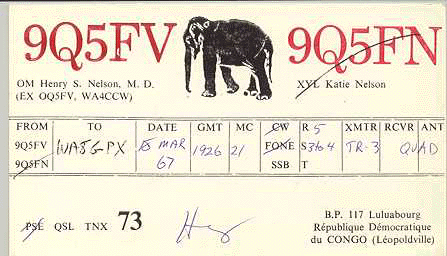 9Q5FV 9Q5FN
OM Henry S. Nelson, M. D. XYL Katie Nelson
(EX OQ5FV, WA4CCW)
FROM TO DATE GMT MC CW R 5 XMTR RCVR ANT
9Q5FV WA5GPX MAR 1926 21 FONE S 3 to 4 TR-3 QUAD
9Q5FN 67 SSB T
PSE QSL TNX 73
B.P. 117 Luluabourg
République Démocratique
du CONGO (Léopoldville)